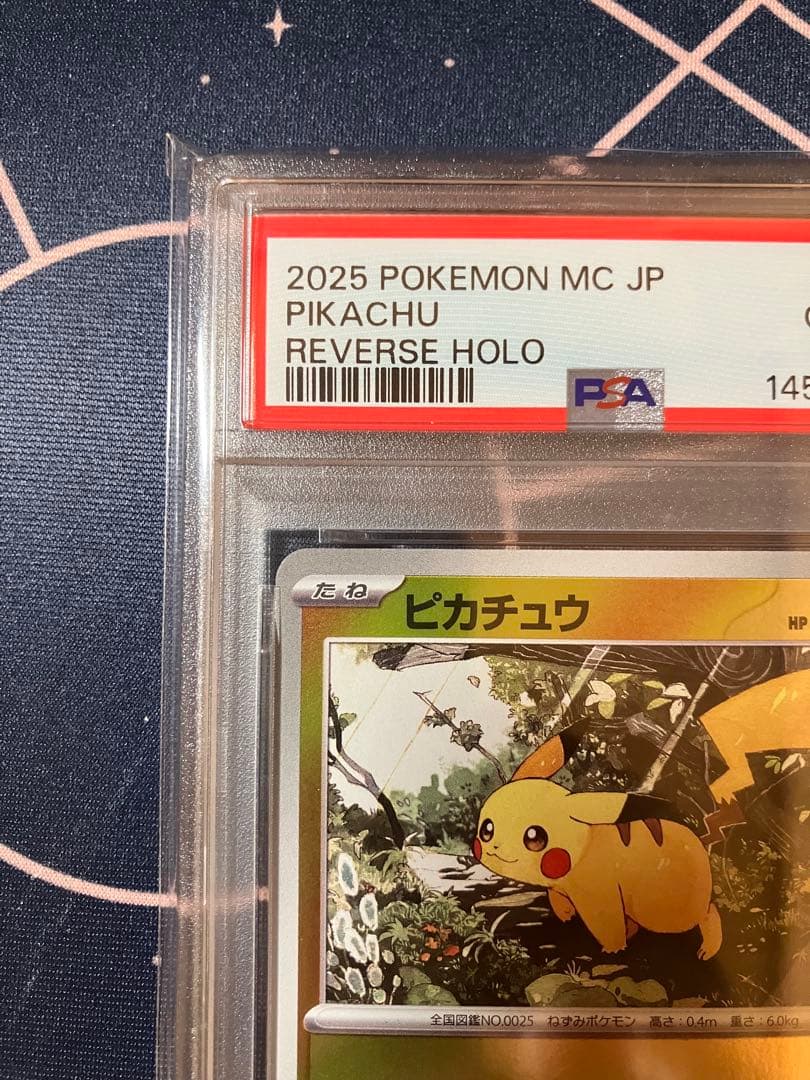 2025 POKEMON MC JP
PIKACHU
REVERSE HOLO
PSA
145
たね
ピカチュウ
HP
全国図鑑NO.0025 ねずみポケモン 高さ:0.4m 重さ:6.0kg